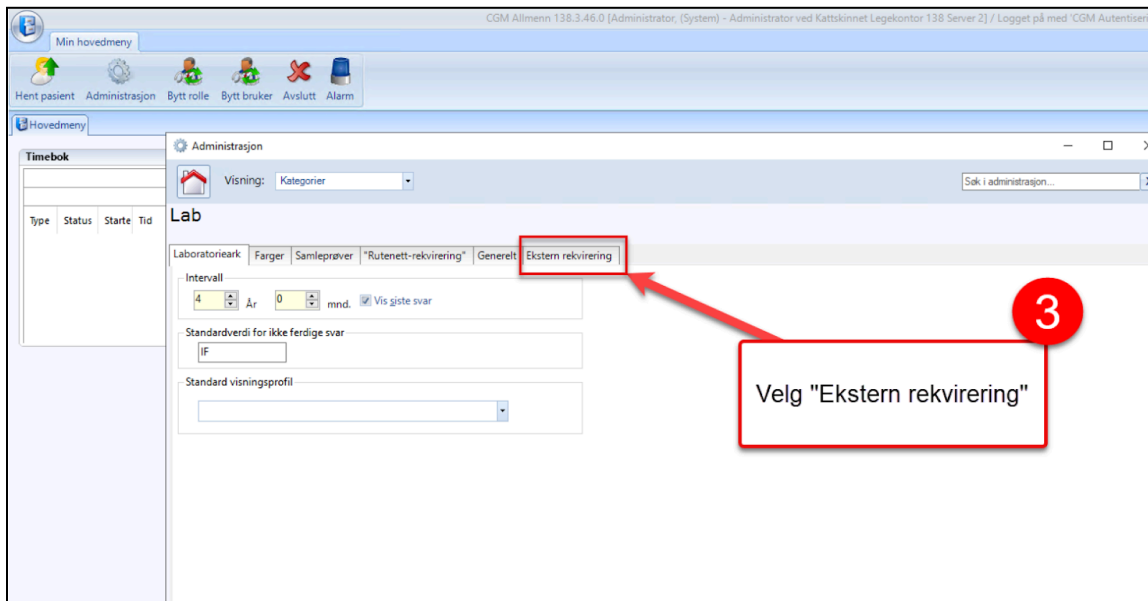 CGM Allmenn 138.3.46.0 [Administrator, (System) - Administrator ved Kattskinnet Legekontor 138 Server 2] / Logget på med 'CGM Autentiseri
Min hovedmeny
Hent pasient Administrasjon Bytt rolle Bytt bruker Avslutt Alarm
Hovedmeny
Administrasjon
Timebok
Visning: Kategorier
Søk i administrasjon...
Type Status Starte Tid
Lab
Laboratorieark Farger Samleprøver "Rutenett-rekvirering" Generelt Ekstern rekvirering
Intervall
4 År 0 mnd. Vis siste svar
Standardverdi for ikke ferdige svar
IF
Standard visningsprofil
3
Velg "Ekstern rekvirering"